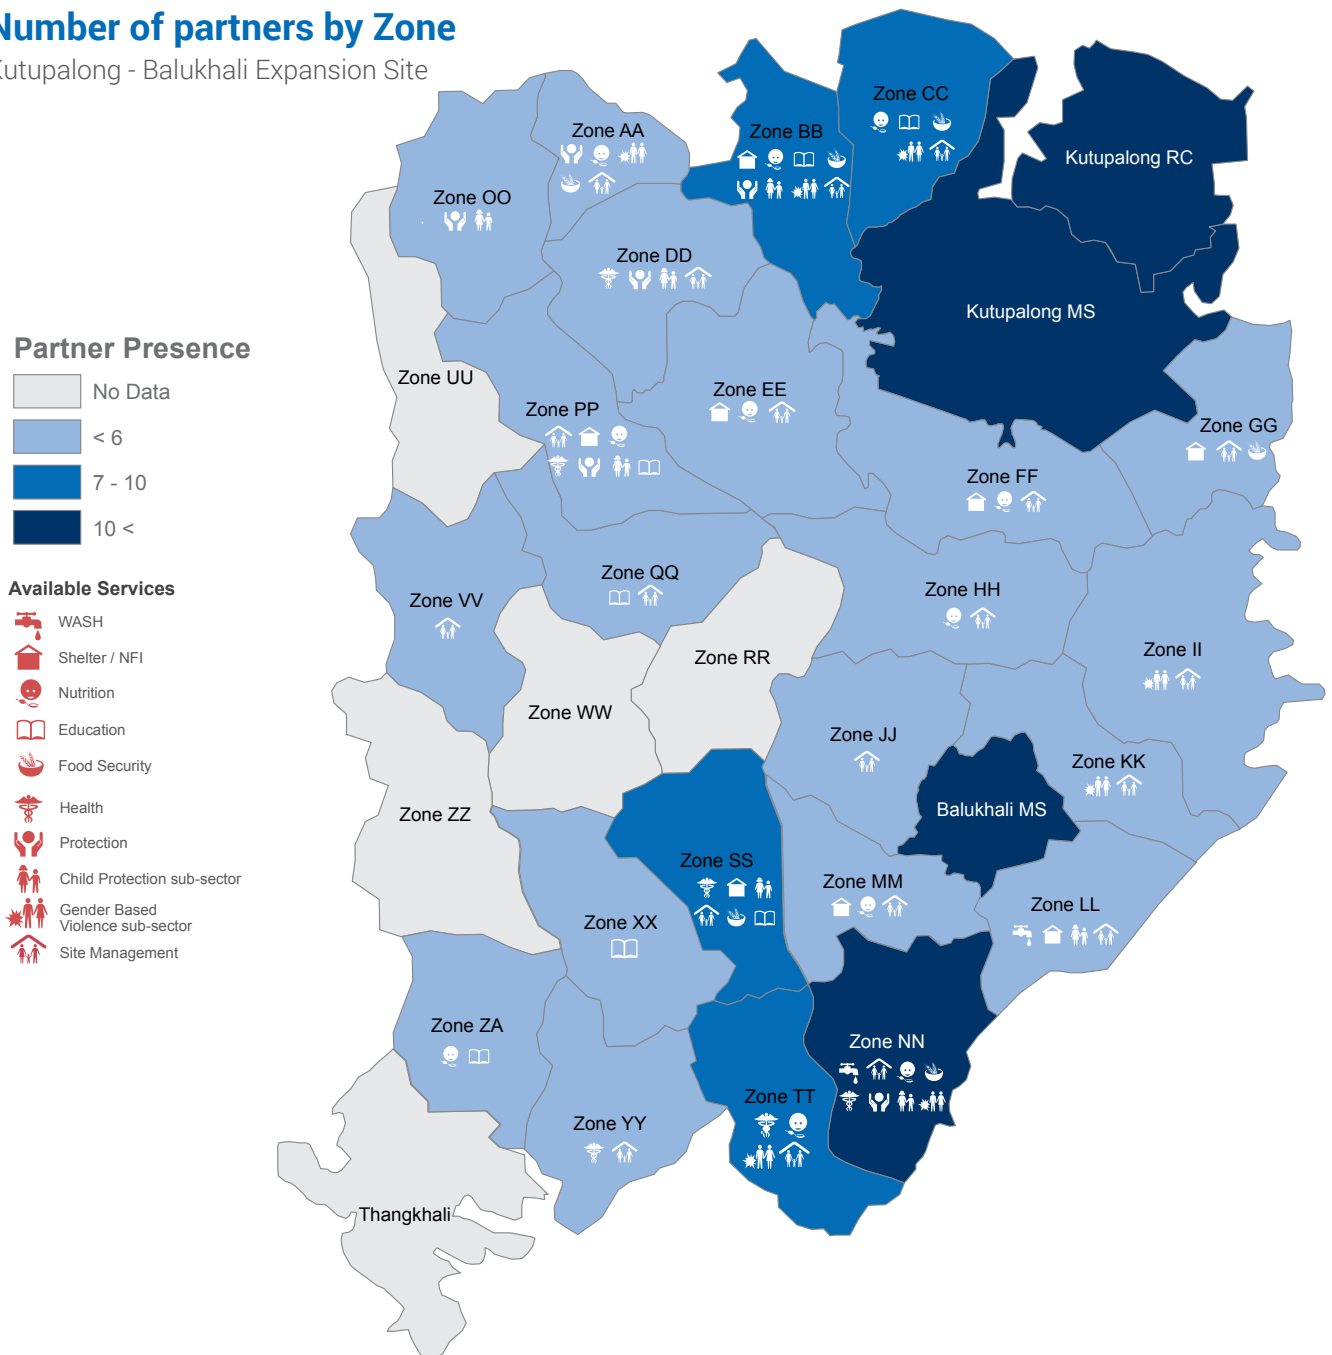 Number of partners by Zone
Kutupalong - Balukhali Expansion Site
Zone CC
Zone AA
Zone BB
Kutupalong RC
Zone OO
Zone DD
Kutupalong MS
Partner Presence
No Data
< 6
7 - 10
10 <
Zone UU
Zone EE
Zone PP
Zone GG
Zone FF
Available Services
WASH
Shelter / NFI
Nutrition
Education
Food Security
Health
Protection
Child Protection sub-sector
Gender Based
Violence sub-sector
Site Management
Zone QQ
Zone HH
Zone VV
Zone II
Zone RR
Zone WW
Zone JJ
Zone KK
Balukhali MS
Zone ZZ
Zone SS
Zone MM
Zone LL
Zone XX
Zone ZA
Zone NN
Zone TT
Zone YY
Thangkhali